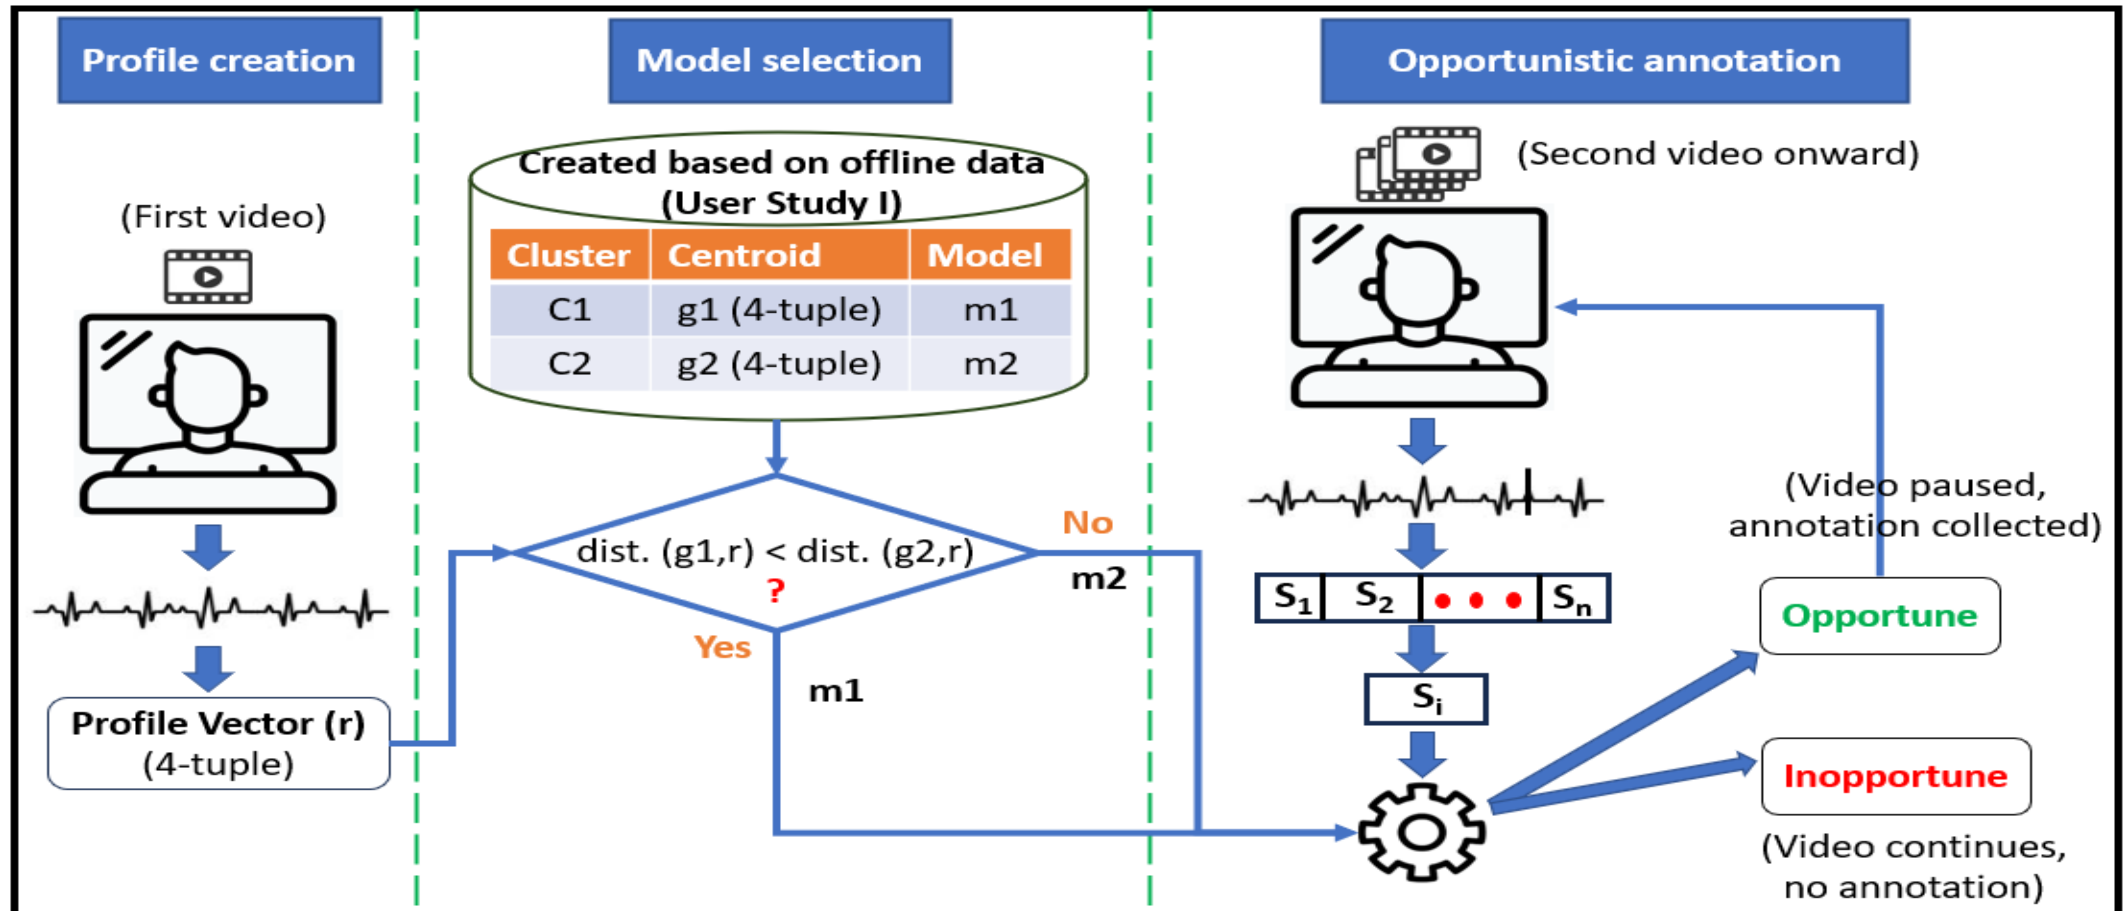 Profile creation
(First video)
Profile Vector (r)
(4-tuple)
Model selection
Created based on offline data
(User Study I)
Cluster Centroid Model
C1 g1 (4-tuple) m1
C2 g2 (4-tuple) m2
dist. (g1,r) < dist. (g2,r)
?
No
m2
Yes
m1
Opportunistic annotation
(Second video onward)
S1 S2 ... Sn
Si
(Video paused,
annotation collected)
Opportune
Inopportune
(Video continues,
no annotation)